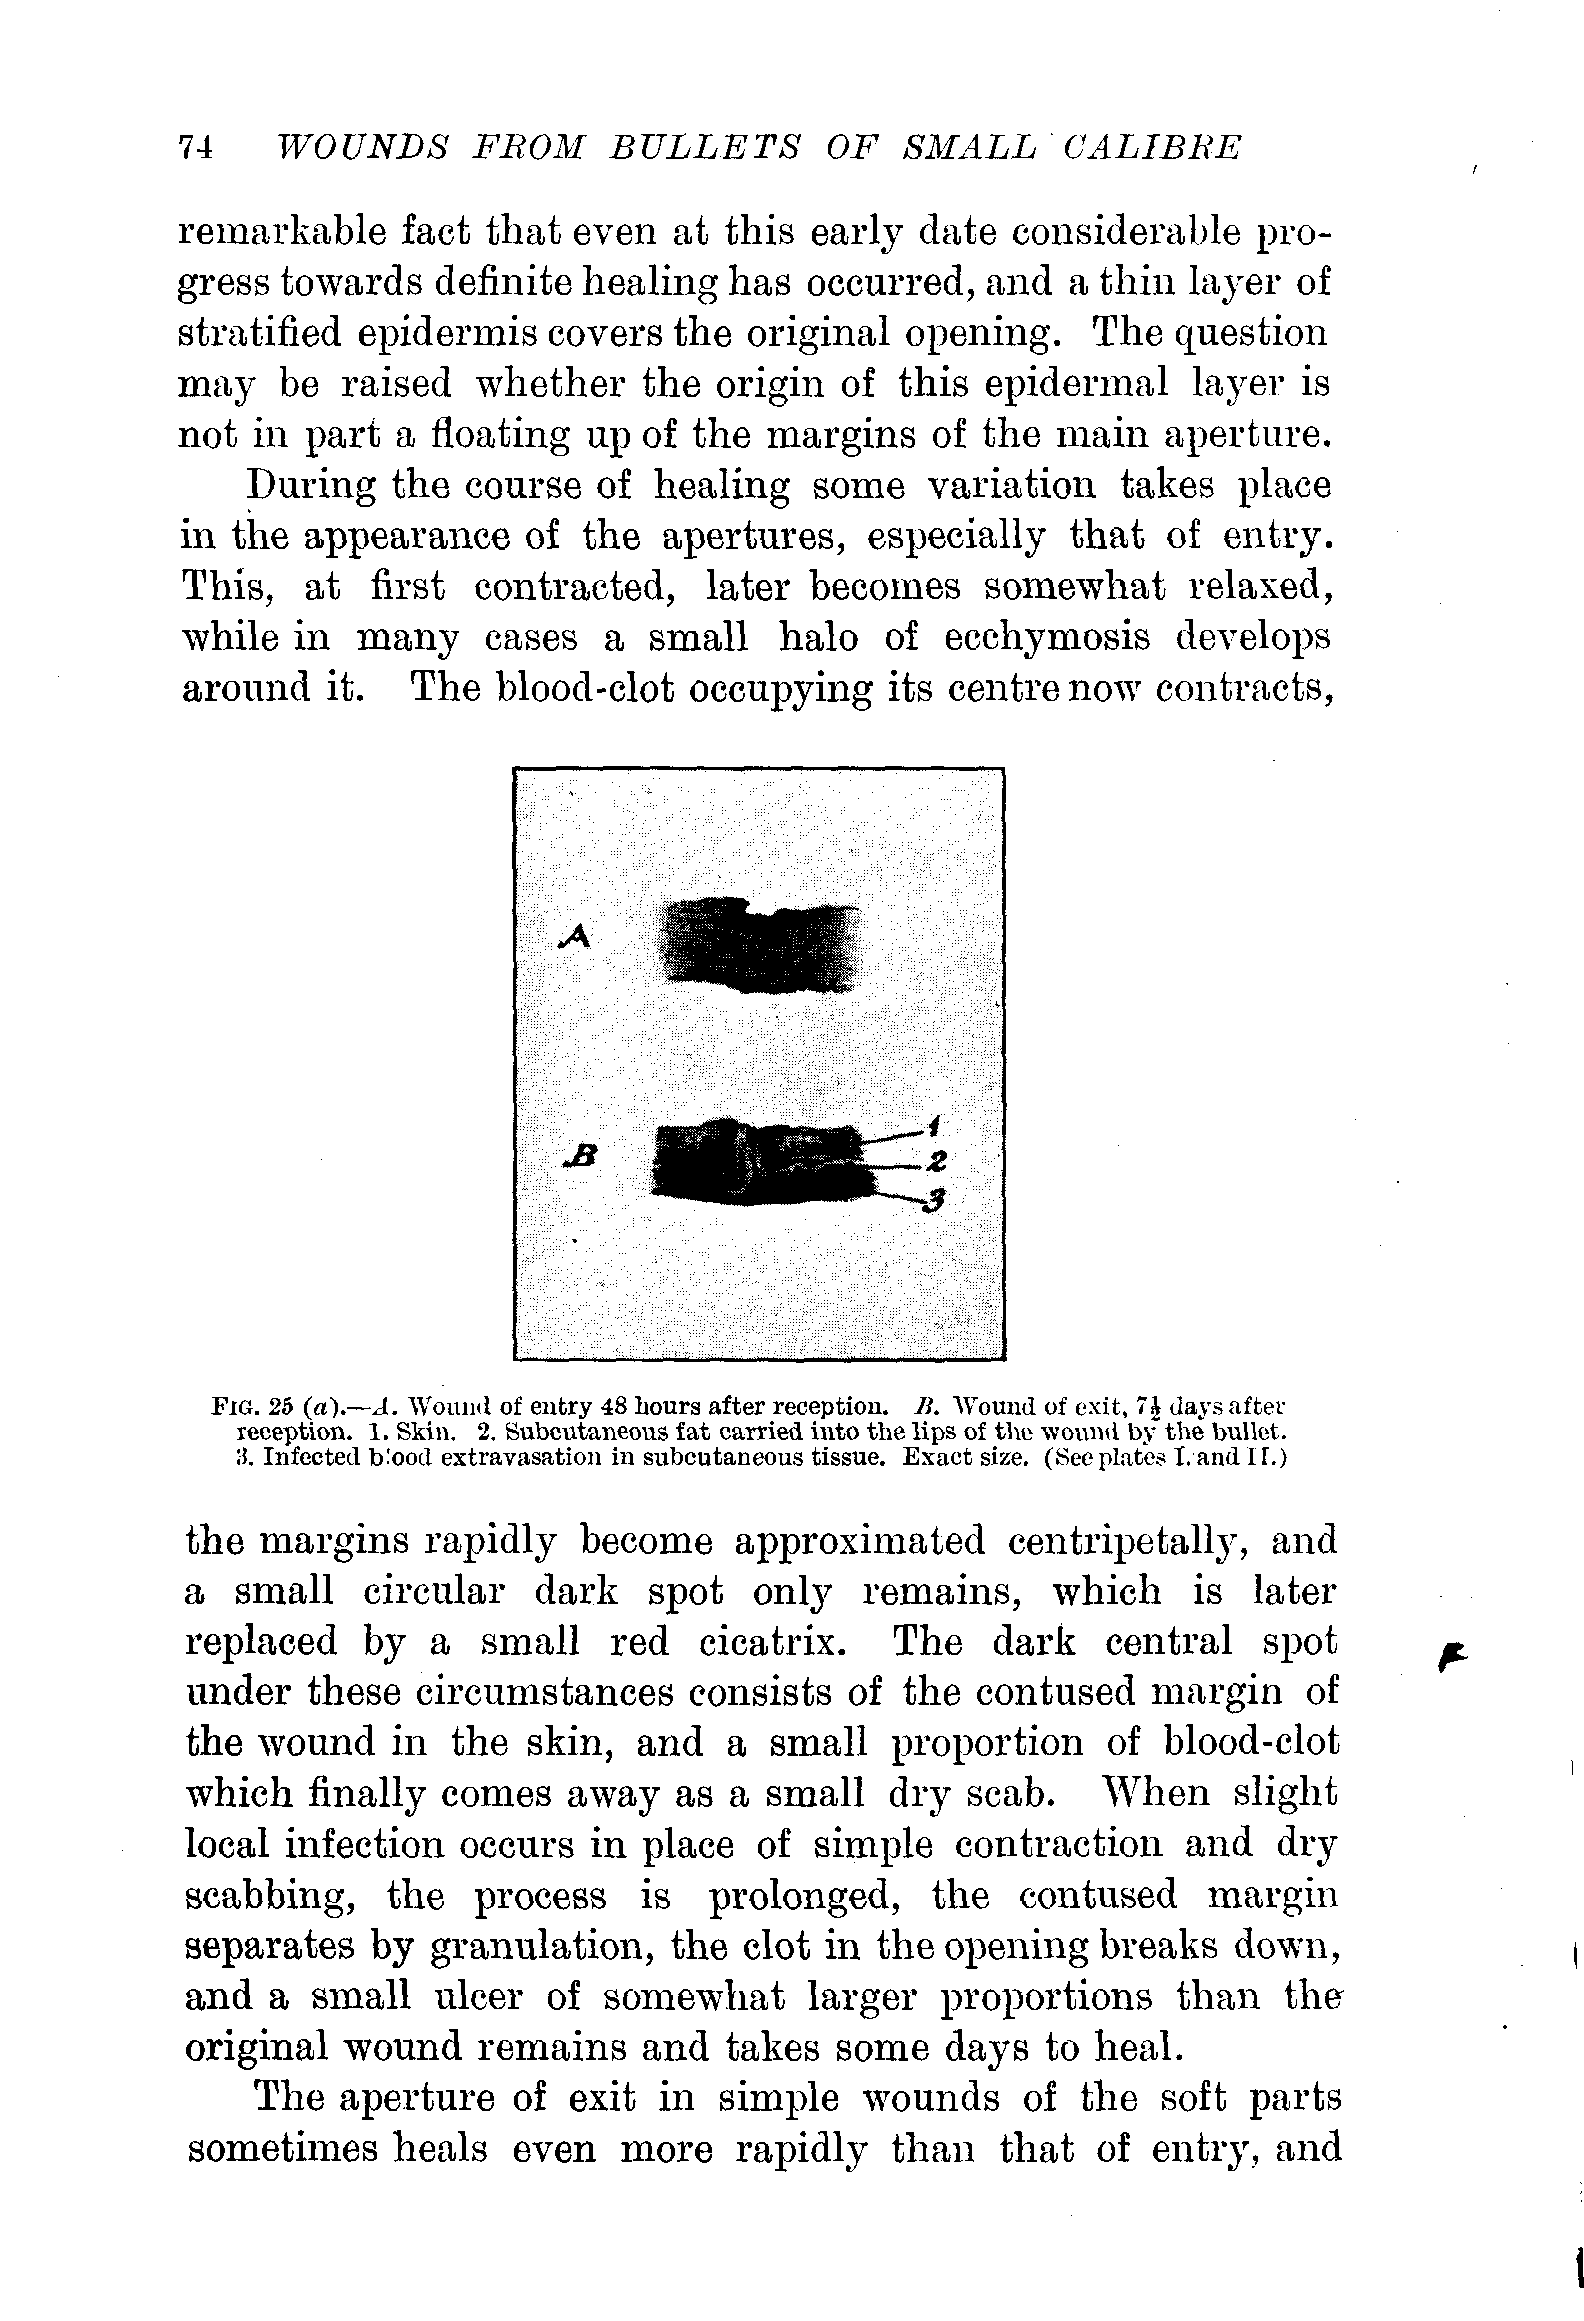 74 WOUNDS FROM BULLETS OF SMALL CALIBRE
remarkable fact that even at this early date considerable pro-
gress towards definite healing has occurred, and a thin layer of
stratified epidermis covers the original opening. The question
may be raised whether the origin of this epidermal layer is
not in part a floating up of the margins of the main aperture.
During the course of healing some variation takes place
in the appearance of the apertures, especially that of entry.
This, at first contracted, later becomes somewhat relaxed,
while in many cases a small halo of ecchymosis develops
around it. The blood-clot occupying its centre now contracts,
A
B
1
2
3
FIG. 25 (a).—A. Wound of entry 48 hours after reception. B. Wound of exit, 7½ days after
reception. 1. Skin. 2. Subcutaneous fat carried into the lips of the wound by the bullet.
3. Infected blood extravasation in subcutaneous tissue. Exact size. (See plates I. and II.)
the margins rapidly become approximated centripetally, and
a small circular dark spot only remains, which is later
replaced by a small red cicatrix. The dark central spot
under these circumstances consists of the contused margin of
the wound in the skin, and a small proportion of blood-clot
which finally comes away as a small dry scab. When slight
local infection occurs in place of simple contraction and dry
scabbing, the process is prolonged, the contused margin
separates by granulation, the clot in the opening breaks down,
and a small ulcer of somewhat larger proportions than the
original wound remains and takes some days to heal.
The aperture of exit in simple wounds of the soft parts
sometimes heals even more rapidly than that of entry, and